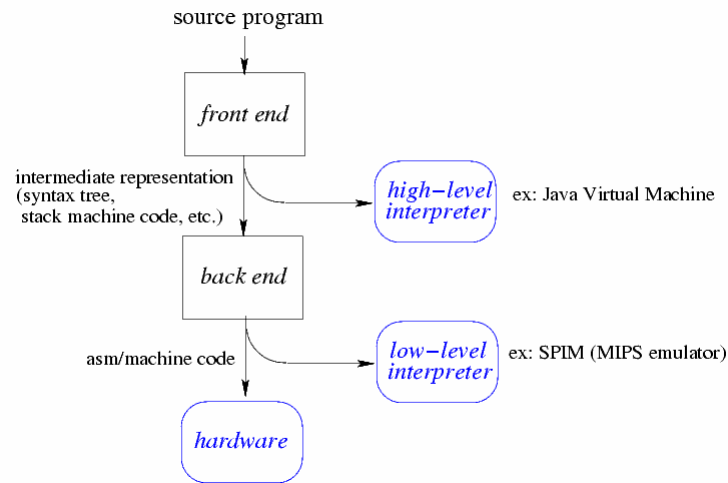 source program
front end
intermediate representation
(syntax tree,
stack machine code, etc.)
high−level
interpreter
ex: Java Virtual Machine
back end
asm/machine code
low−level
interpreter
ex: SPIM (MIPS emulator)
hardware